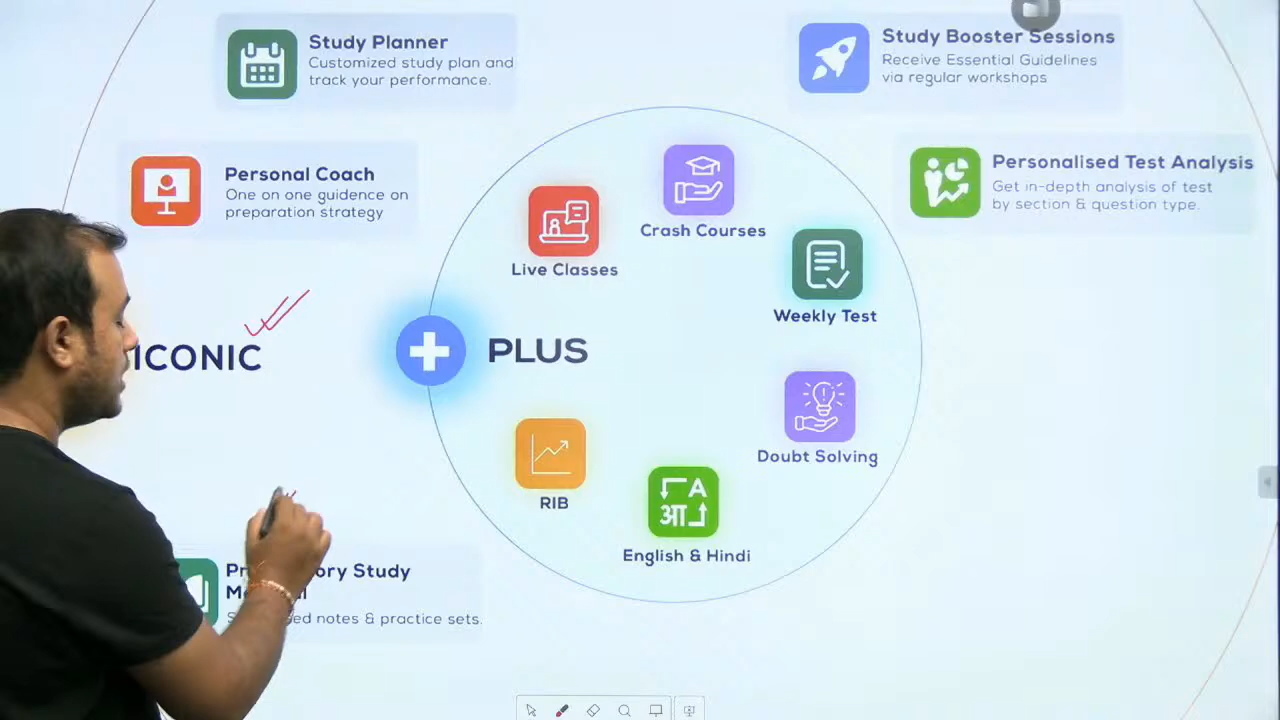 Study Planner
Customized study plan and
track your performance.
Study Booster Sessions
Receive Essential Guidelines
via regular workshops
Personal Coach
One on one guidence on
preparation strategy
Personalised Test Analysis
Get in-depth analysis of test
by section & question type.
Live Classes
Crash Courses
Weekly Test
ICONIC
PLUS
Doubt Solving
RIB
A
आ
English & Hindi
Study
notes & practice sets.